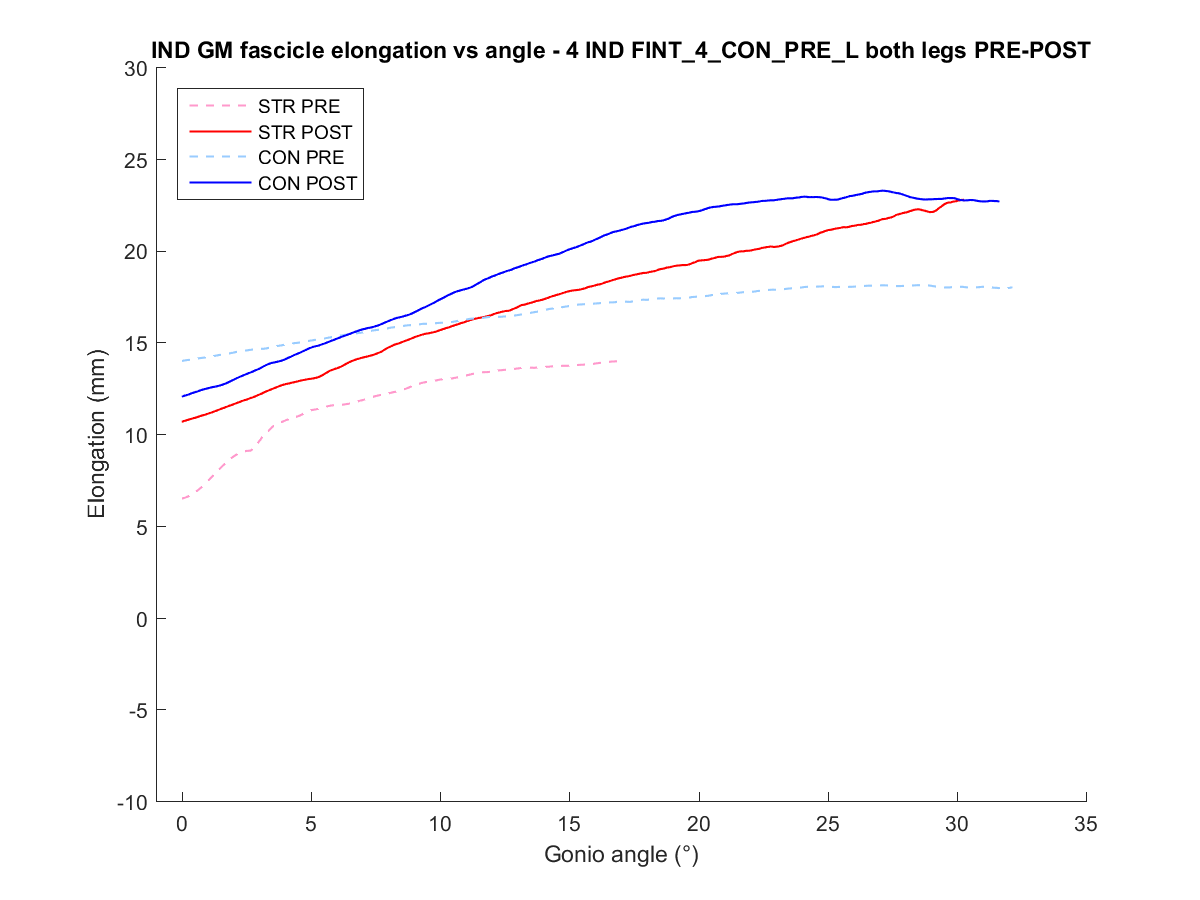 IND GM fascicle elongation vs angle - 4 IND FINT_4_CON_PRE_L both legs PRE-POST
30
25
20
15
10
5
0
-5
-10
Elongation (mm)
STR PRE
STR POST
CON PRE
CON POST
0 5 10 15 20 25 30 35
Gonio angle (°)